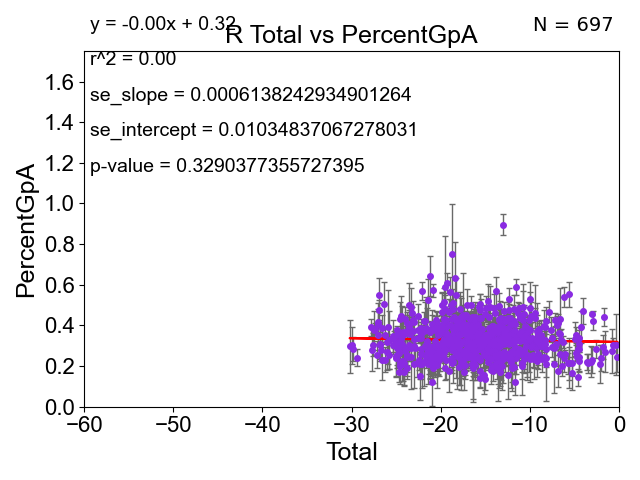 y = -0.00x + 0.32
R Total vs PercentGpA
N = 697
r^2 = 0.00
se_slope = 0.0006138242934901264
se_intercept = 0.01034837067278031
p-value = 0.3290377355727395
PercentGpA
1.6
1.4
1.2
1.0
0.8
0.6
0.4
0.2
0.0
−60
−50
−40
−30
−20
−10
0
Total